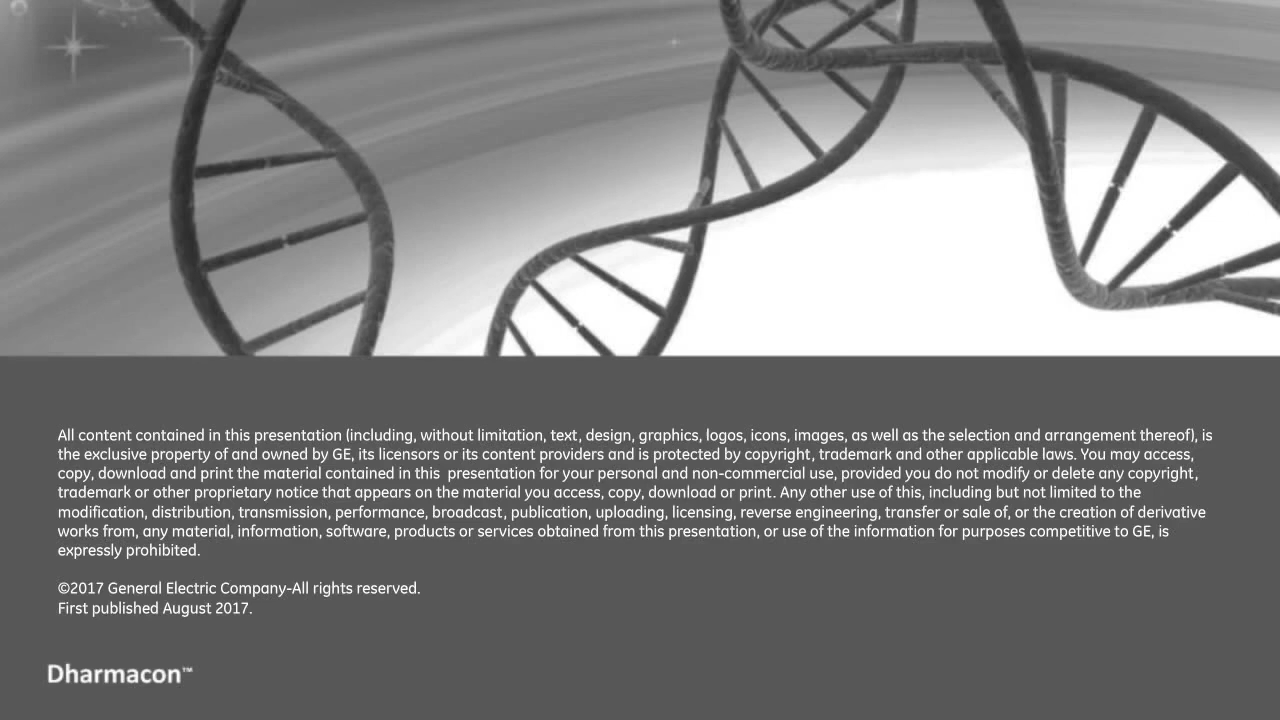 All content contained in this presentation (including, without limitation, text, design, graphics, logos, icons, images, as well as the selection and arrangement thereof), is
the exclusive property of and owned by GE, its licensors or its content providers and is protected by copyright, trademark and other applicable laws. You may access,
copy, download and print the material contained in this  presentation for your personal and non-commercial use, provided you do not modify or delete any copyright,
trademark or other proprietary notice that appears on the material you access, copy, download or print. Any other use of this, including but not limited to the
modification, distribution, transmission, performance, broadcast, publication, uploading, licensing, reverse engineering, transfer or sale of, or the creation of derivative
works from, any material, information, software, products or services obtained from this presentation, or use of the information for purposes competitive to GE, is
expressly prohibited.
©2017 General Electric Company-All rights reserved.
First published August 2017.
Dharmacon™